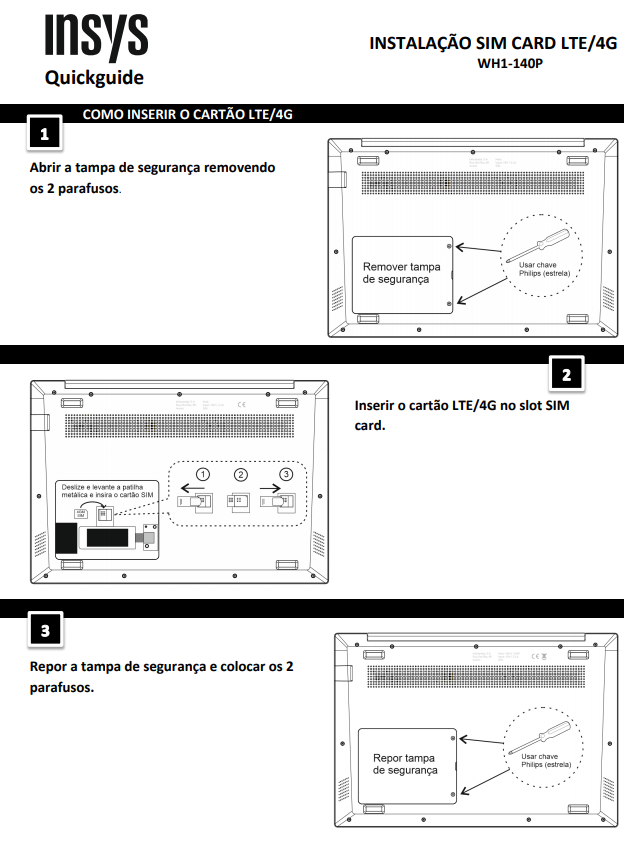 INSYS
Quickguide
INSTALAÇÃO SIM CARD LTE/4G
WH1-140P
COMO INSERIR O CARTÃO LTE/4G
1
Abrir a tampa de segurança removendo
os 2 parafusos.
Remover tampa
de segurança
Usar chave
Philips (estrela)
2
Inserir o cartão LTE/4G no slot SIM
card.
CE
Deslize e levante a patilha
metálica e insira o cartão SIM
1
2
3
SIM
3
Repor a tampa de segurança e colocar os 2
parafusos.
CE
Repor tampa
de segurança
Usar chave
Philips (estrela)